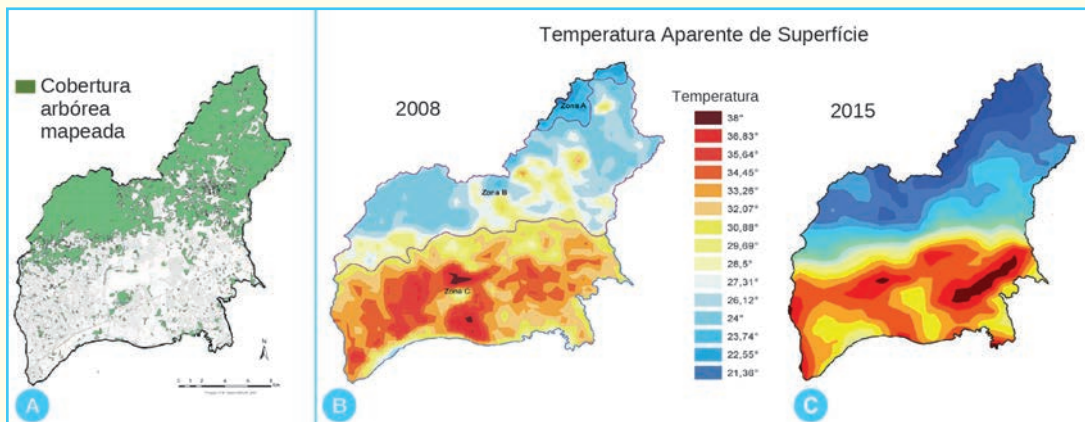 Temperatura Aparente de Superfície
Cobertura
arbórea
mapeada
2008
Temperatura
2015
Zona A
Zona B
Zona C
38°
36,83°
35,64°
34,45°
33,26°
32,07°
30,88°
29,69°
28,5°
27,31°
26,12°
24°
23,74°
22,55°
21,36°
N
A
B
C